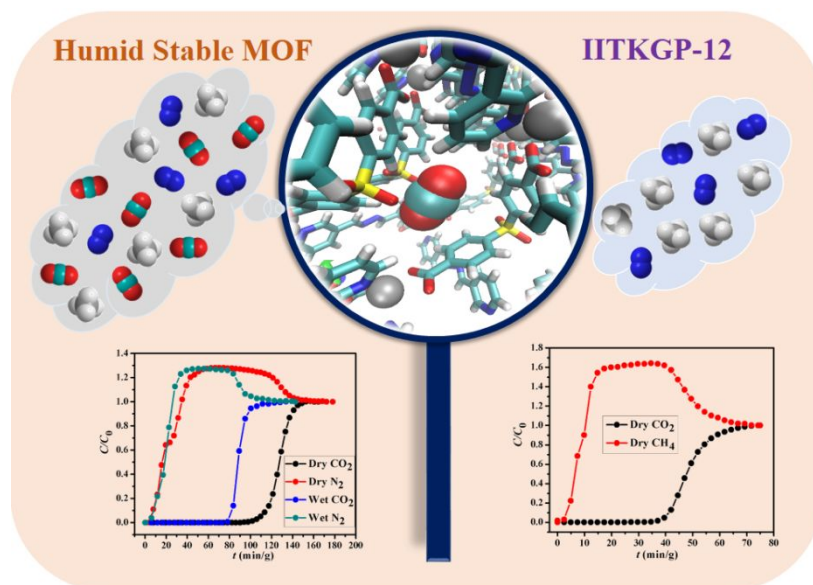 Humid Stable MOF
IITKGP-12
1.4
1.2
1.0
0.8
0.6
0.4
0.2
0.0
C/C₀
Dry CO₂
Dry N₂
Wet CO₂
Wet N₂
0 20 40 60 80 100 120 140 160 180 200
t (min/g)
1.8
1.6
1.4
1.2
1.0
0.8
0.6
0.4
0.2
0.0
C/C₀
Dry CO₂
Dry CH₄
0 10 20 30 40 50 60 70 80
t (min/g)